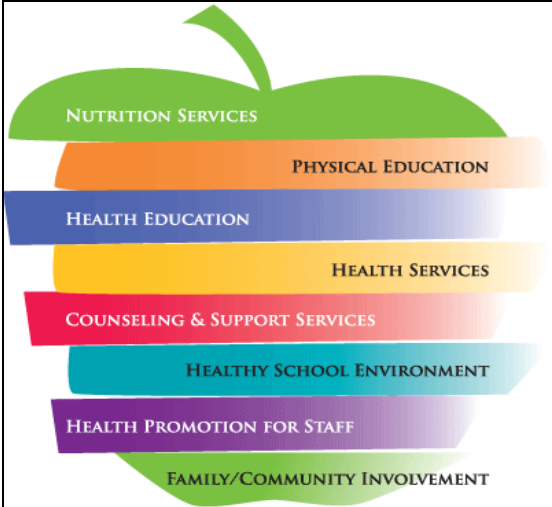 Nutrition Services
Physical Education
Health Education
Health Services
Counseling & Support Services
Healthy School Environment
Health Promotion for Staff
Family/Community Involvement